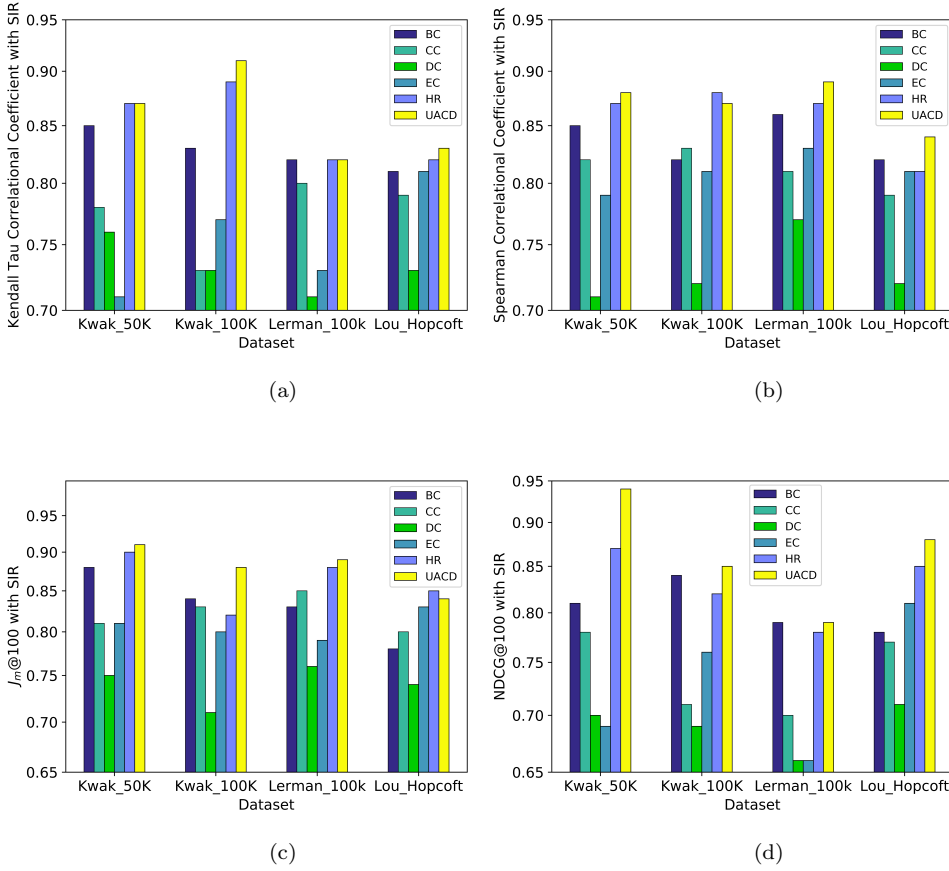 Kendall Tau Correlational Coefficient with SIR
0.95
0.90
0.85
0.80
0.75
0.70
BC
CC
DC
EC
HR
UACD
Kwak_50K
Kwak_100K
Lerman_100k
Lou_Hopcoft
Dataset
(a)
Spearman Correlational Coefficient with SIR
0.95
0.90
0.85
0.80
0.75
0.70
BC
CC
DC
EC
HR
UACD
Kwak_50K
Kwak_100K
Lerman_100k
Lou_Hopcoft
Dataset
(b)
Jm@100 with SIR
0.95
0.90
0.85
0.80
0.75
0.70
0.65
BC
CC
DC
EC
HR
UACD
Kwak_50K
Kwak_100K
Lerman_100k
Lou_Hopcoft
Dataset
(c)
NDCG@100 with SIR
0.95
0.90
0.85
0.80
0.75
0.70
0.65
BC
CC
DC
EC
HR
UACD
Kwak_50K
Kwak_100K
Lerman_100k
Lou_Hopcoft
Dataset
(d)